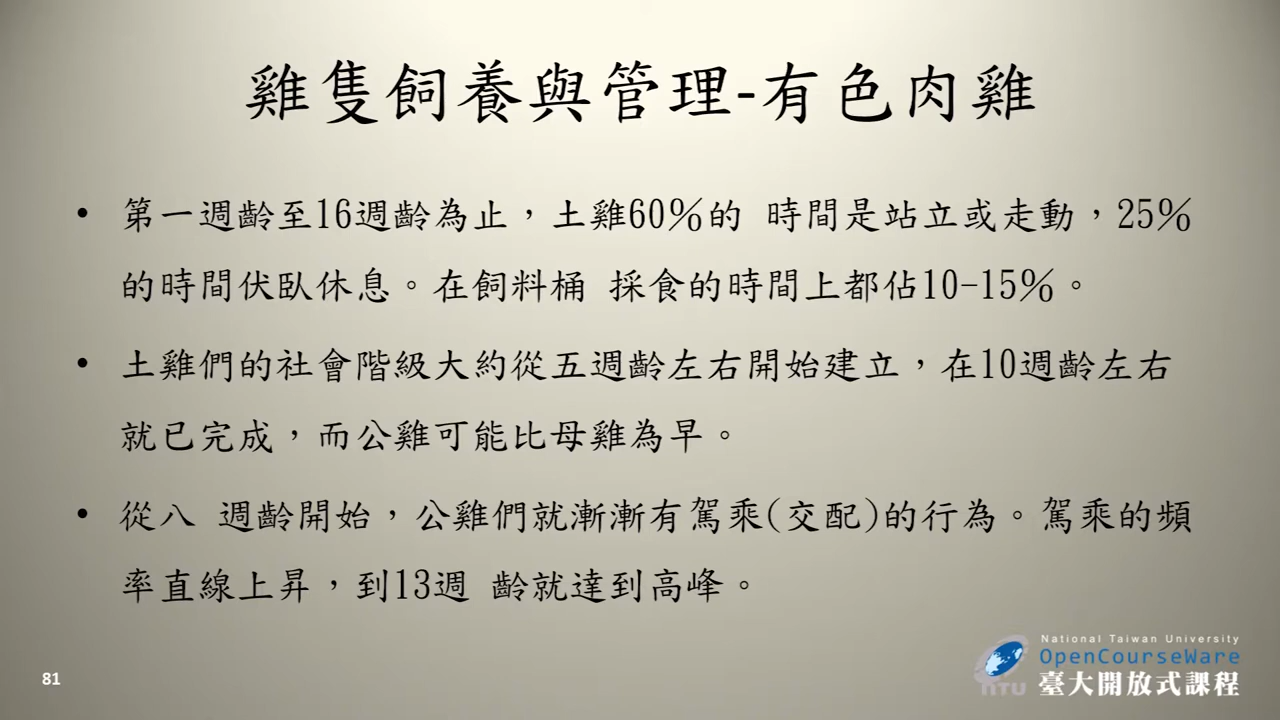 雞隻飼養與管理-有色肉雞
• 第一週齡至16週齡為止，土雞60%的 時間是站立或走動，25%
的時間伏臥休息。在飼料桶 採食的時間上都佔10-15%。
• 土雞們的社會階級大約從五週齡左右開始建立，在10週齡左右
就已完成，而公雞可能比母雞為早。
• 從八 週齡開始，公雞們就漸漸有駕乘(交配)的行為。駕乘的頻
率直線上昇，到13週 齡就達到高峰。
National Taiwan University
OpenCourseWare
NTU 臺大開放式課程
81